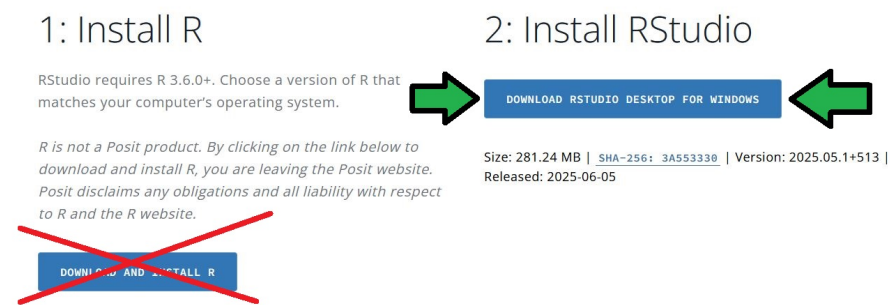 1: Install R
RStudio requires R 3.6.0+. Choose a version of R that
matches your computer's operating system.
R is not a Posit product. By clicking on the link below to
download and install R, you are leaving the Posit website.
Posit disclaims any obligations and all liability with respect
to R and the R website.
DOWNLOAD AND INSTALL R
2: Install RStudio
DOWNLOAD RSTUDIO DESKTOP FOR WINDOWS
Size: 281.24 MB | SHA-256: 3A553330 | Version: 2025.05.1+513 |
Released: 2025-06-05